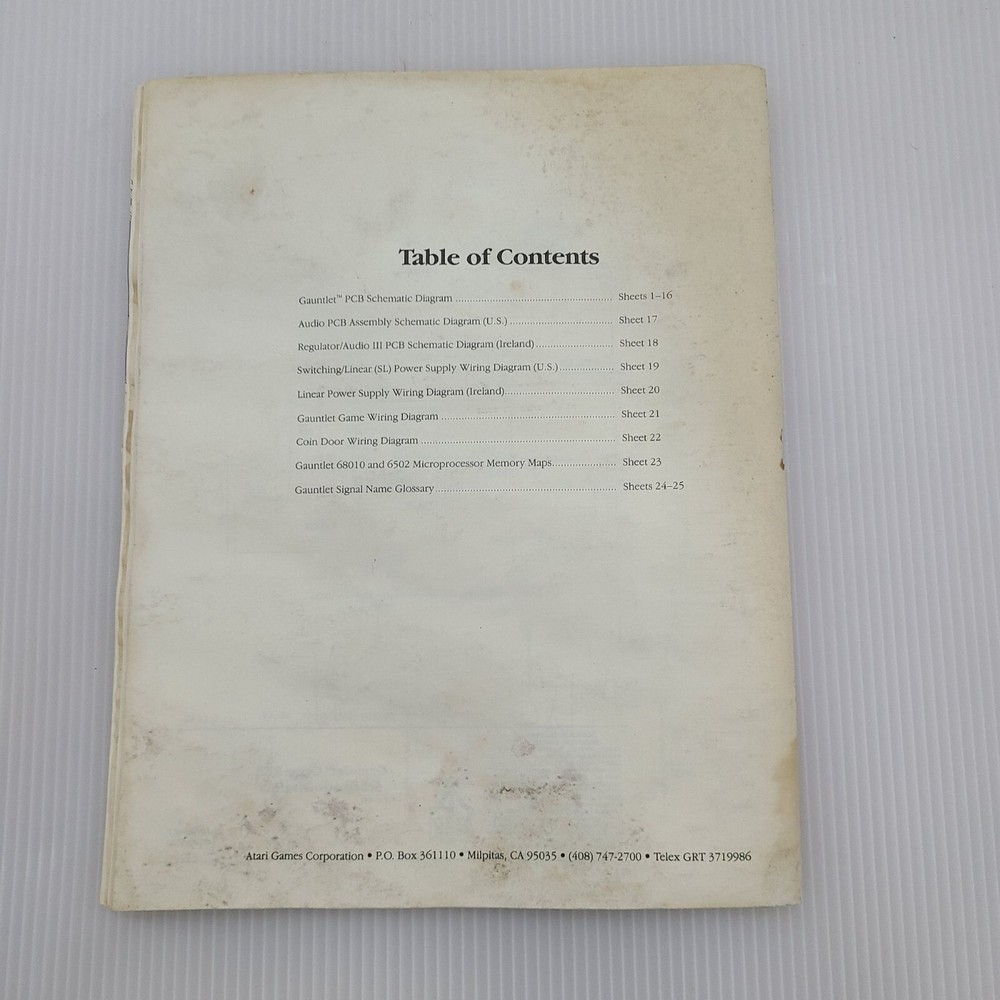 Table of Contents
Gauntlet™ PCB Schematic Diagram ........................................................ Sheets 1–16
Audio PCB Assembly Schematic Diagram (U.S.) .................................... Sheet 17
Regulator/Audio III PCB Schematic Diagram (Ireland) ........................... Sheet 18
Switching/Linear (SL) Power Supply Wiring Diagram (U.S.) ................... Sheet 19
Linear Power Supply Wiring Diagram (Ireland) ...................................... Sheet 20
Gauntlet Game Wiring Diagram ............................................................ Sheet 21
Coin Door Wiring Diagram .................................................................... Sheet 22
Gauntlet 68010 and 6502 Microprocessor Memory Maps ...................... Sheet 23
Gauntlet Signal Name Glossary ............................................................... Sheets 24–25
Atari Games Corporation • P.O. Box 361110 • Milpitas, CA 95035 • (408) 747-2700 • Telex GRT 3719986